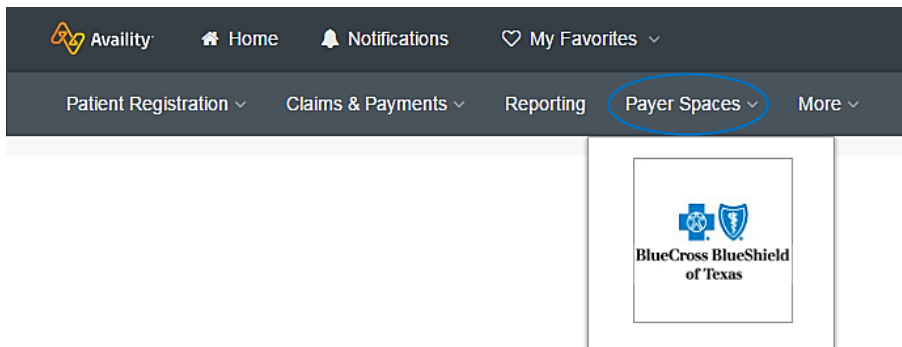 Availity Home Notifications My Favorites
Patient Registration Claims & Payments Reporting Payer Spaces More
BlueCross BlueShield
of Texas